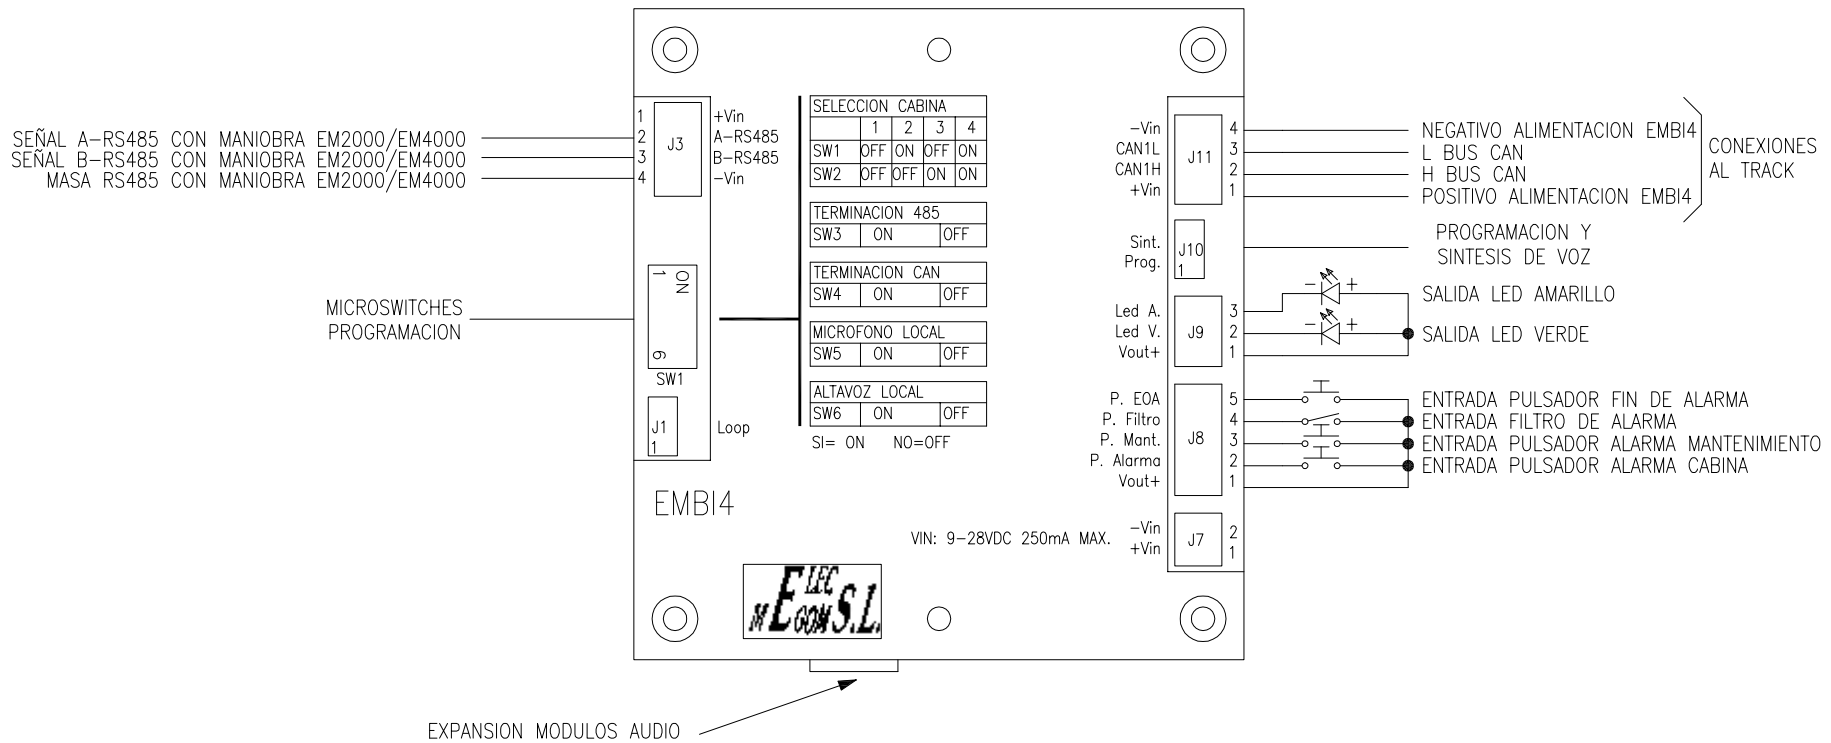 SEÑAL A-RS485 CON MANIOBRA EM2000/EM4000
SEÑAL B-RS485 CON MANIOBRA EM2000/EM4000
MASA RS485 CON MANIOBRA EM2000/EM4000
1
2
3
4
J3
+Vin
A-RS485
B-RS485
-Vin
MICROSWITCHES
PROGRAMACION
ON
1
6
SW1
J1
1
Loop
SELECCION CABINA
1 2 3 4
SW1 OFF ON OFF ON
SW2 OFF OFF ON ON
TERMINACION 485
SW3 ON OFF
TERMINACION CAN
SW4 ON OFF
MICROFONO LOCAL
SW5 ON OFF
ALTAVOZ LOCAL
SW6 ON OFF
SI= ON NO=OFF
EMBI4
M ELEC GOM S.L.
VIN: 9-28VDC 250mA MAX.
-Vin 4 NEGATIVO ALIMENTACION EMBI4
CAN1L 3 L BUS CAN
CAN1H 2 H BUS CAN
+Vin 1 POSITIVO ALIMENTACION EMBI4
J11
CONEXIONES
AL TRACK
Sint.
Prog.
J10
1
PROGRAMACION Y
SINTESIS DE VOZ
Led A. 3 - + SALIDA LED AMARILLO
Led V. 2 - + SALIDA LED VERDE
Vout+ 1
J9
P. EOA 5 ENTRADA PULSADOR FIN DE ALARMA
P. Filtro 4 ENTRADA FILTRO DE ALARMA
P. Mant. 3 ENTRADA PULSADOR ALARMA MANTENIMIENTO
P. Alarma 2 ENTRADA PULSADOR ALARMA CABINA
Vout+ 1
J8
-Vin 2
+Vin 1
J7
EXPANSION MODULOS AUDIO